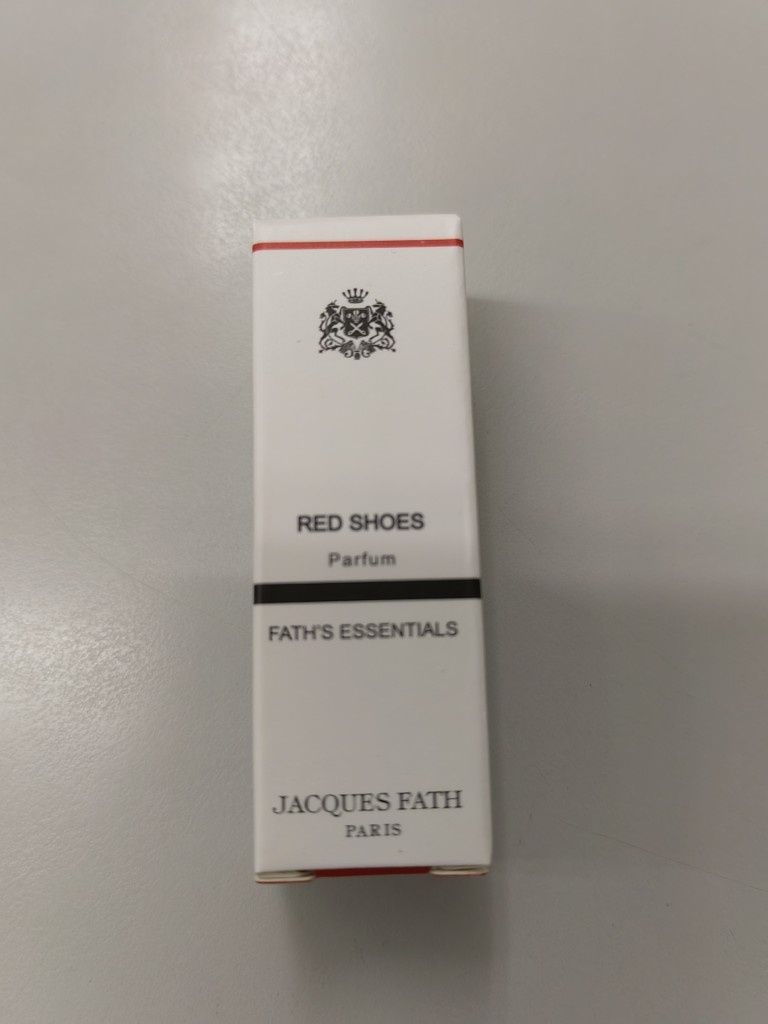 RED SHOES
Parfum
FATH'S ESSENTIALS
JACQUES FATH
PARIS